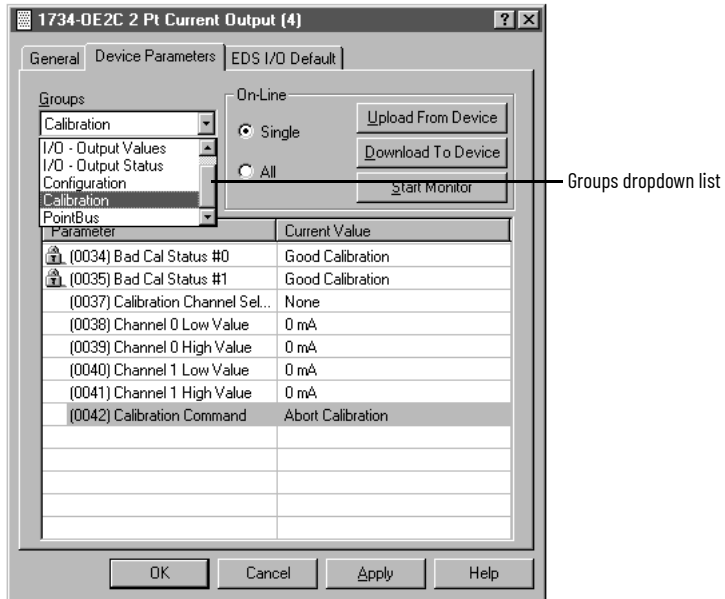 1734-OE2C 2 Pt Current Output (4)
General Device Parameters EDS I/O Default
Groups
Calibration
I/O - Output Values
I/O - Output Status
Configuration
Calibration
PointBus
On-Line
Single
All
Upload From Device
Download To Device
Start Monitor
Groups dropdown list
Parameter Current Value
(0034) Bad Cal Status #0 Good Calibration
(0035) Bad Cal Status #1 Good Calibration
(0037) Calibration Channel Sel... None
(0038) Channel 0 Low Value 0 mA
(0039) Channel 0 High Value 0 mA
(0040) Channel 1 Low Value 0 mA
(0041) Channel 1 High Value 0 mA
(0042) Calibration Command Abort Calibration
OK Cancel Apply Help